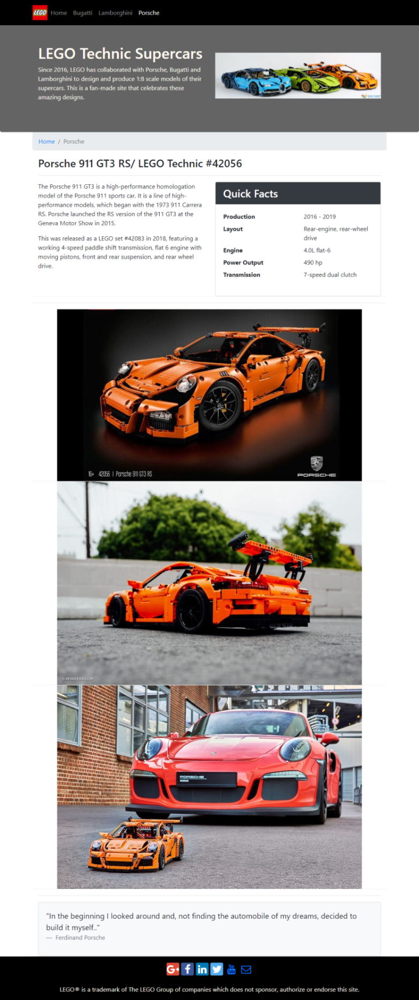 LEGO
Home Bugatti Lamborghini Porsche
LEGO Technic Supercars
Since 2016, LEGO has collaborated with Porsche, Bugatti and
Lamborghini to design and produce 1:8 scale models of their
supercars. This is a fan-made site that celebrates these
amazing designs.
Home / Porsche
Porsche 911 GT3 RS/ LEGO Technic #42056
The Porsche 911 GT3 is a high-performance homologation
model of the Porsche 911 sports car. It is a line of high-
performance models, which began with the 1973 911 Carrera
RS. Porsche launched the RS version of the 911 GT3 at the
Geneva Motor Show in 2015.
This was released as a LEGO set #42083 in 2018, featuring a
working 4-speed paddle shift transmission, flat 6 engine with
moving pistons, front and rear suspension, and rear wheel
drive.
Quick Facts
Production 2016 - 2019
Layout Rear-engine, rear-wheel
drive
Engine 4.0L flat-6
Power Output 490 hp
Transmission 7-speed dual clutch
16+ 42056 | Porsche 911 GT3 RS
PORSCHE
© PETROLICIOUS.COM
PORSCHE
MUSEUM
"In the beginning I looked around and, not finding the automobile of my dreams, decided to
build it myself.."
— Ferdinand Porsche
G+ f in You Tube
LEGO® is a trademark of The LEGO Group of companies which does not sponsor, authorize or endorse this site.